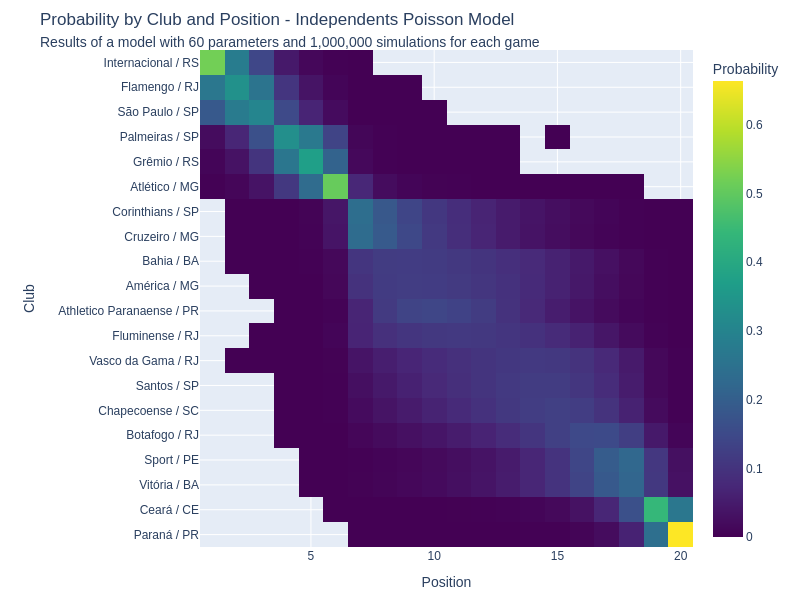 Probability by Club and Position - Independents Poisson Model
Results of a model with 60 parameters and 1,000,000 simulations for each game
Probability
Internacional / RS
Flamengo / RJ
São Paulo / SP
Palmeiras / SP
Grêmio / RS
Atlético / MG
Corinthians / SP
Cruzeiro / MG
Bahia / BA
América / MG
Athletico Paranaense / PR
Fluminense / RJ
Vasco da Gama / RJ
Santos / SP
Chapecoense / SC
Botafogo / RJ
Sport / PE
Vitória / BA
Ceará / CE
Paraná / PR
Club
5
10
15
20
Position
0.6
0.5
0.4
0.3
0.2
0.1
0